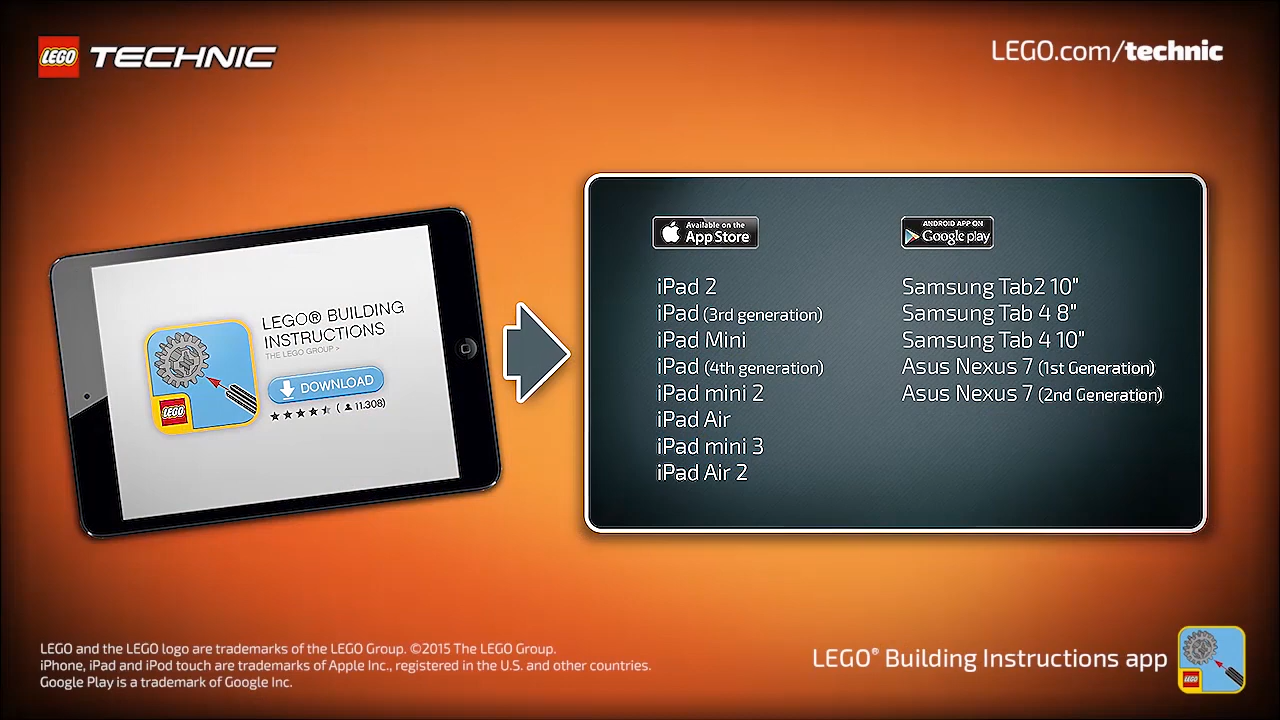 LEGO TECHNIC
LEGO.com/technic
Available on the
App Store
ANDROID APP ON
Google play
iPad 2
iPad (3rd generation)
iPad Mini
iPad (4th generation)
iPad mini 2
iPad Air
iPad mini 3
iPad Air 2
Samsung Tab2 10"
Samsung Tab 4 8"
Samsung Tab 4 10"
Asus Nexus 7 (1st Generation)
Asus Nexus 7 (2nd Generation)
LEGO® BUILDING
INSTRUCTIONS
THE LEGO GROUP >
DOWNLOAD
( 11.308)
LEGO
LEGO and the LEGO logo are trademarks of the LEGO Group. ©2015 The LEGO Group.
iPhone, iPad and iPod touch are trademarks of Apple Inc., registered in the U.S. and other countries.
Google Play is a trademark of Google Inc.
LEGO® Building Instructions app
LEGO